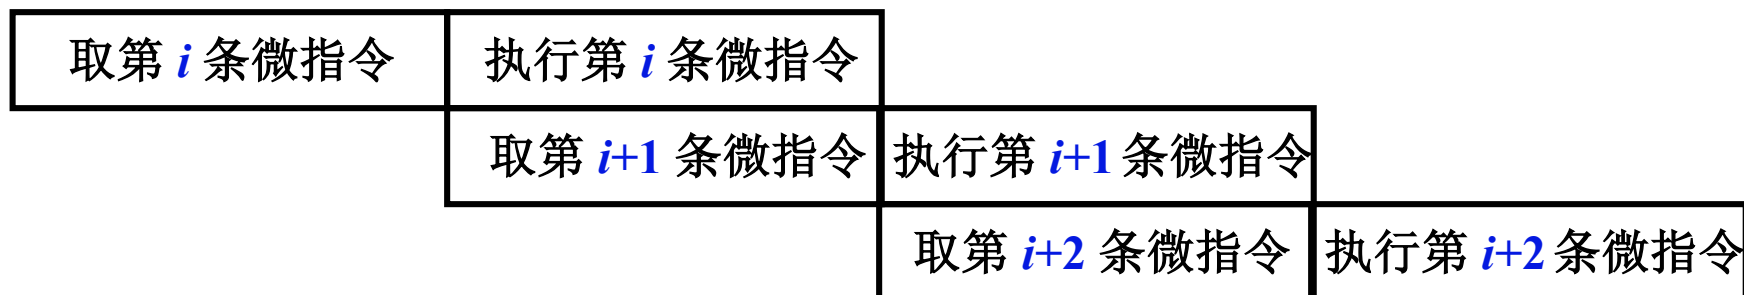 取第 i 条微指令 执行第 i 条微指令
取第 i+1 条微指令 执行第 i+1 条微指令
取第 i+2 条微指令 执行第 i+2 条微指令